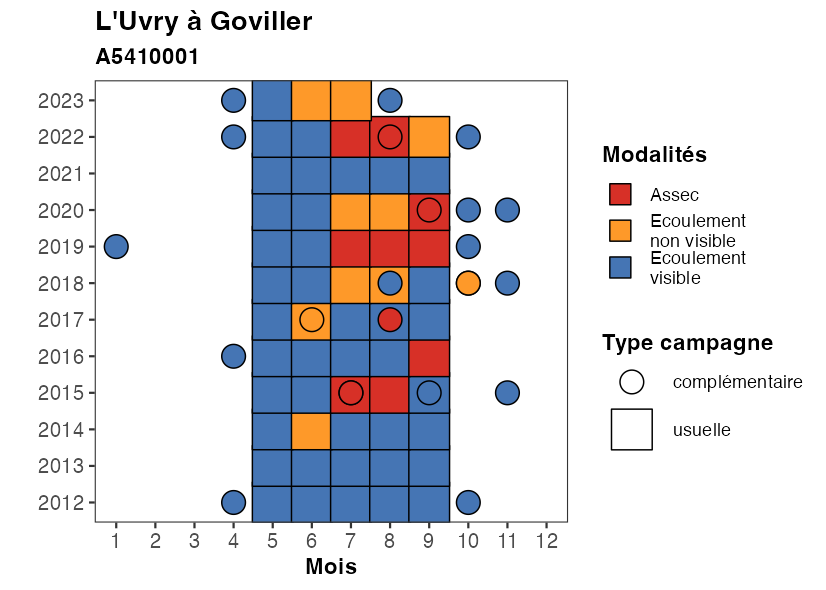 L'Uvry à Goviller
A5410001
2023
2022
2021
2020
2019
2018
2017
2016
2015
2014
2013
2012
1 2 3 4 5 6 7 8 9 10 11 12
Mois
Modalités
Assec
Ecoulement
non visible
Ecoulement
visible
Type campagne
complémentaire
usuelle